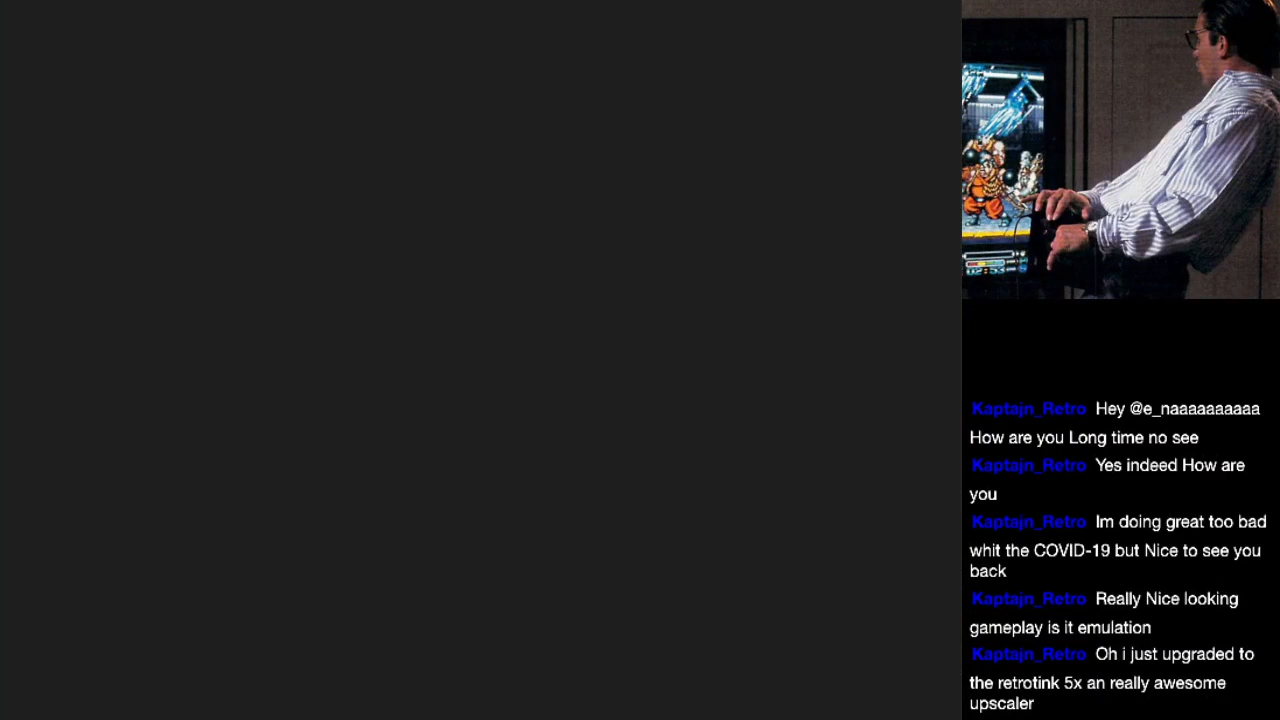 Kaptajn_Retro Hey @e_naaaaaaaaaa
How are you Long time no see
Kaptajn_Retro Yes indeed How are
you
Kaptajn_Retro Im doing great too bad
whit the COVID-19 but Nice to see you
back
Kaptajn_Retro Really Nice looking
gameplay is it emulation
Kaptajn_Retro Oh i just upgraded to
the retrotink 5x an really awesome
upscaler